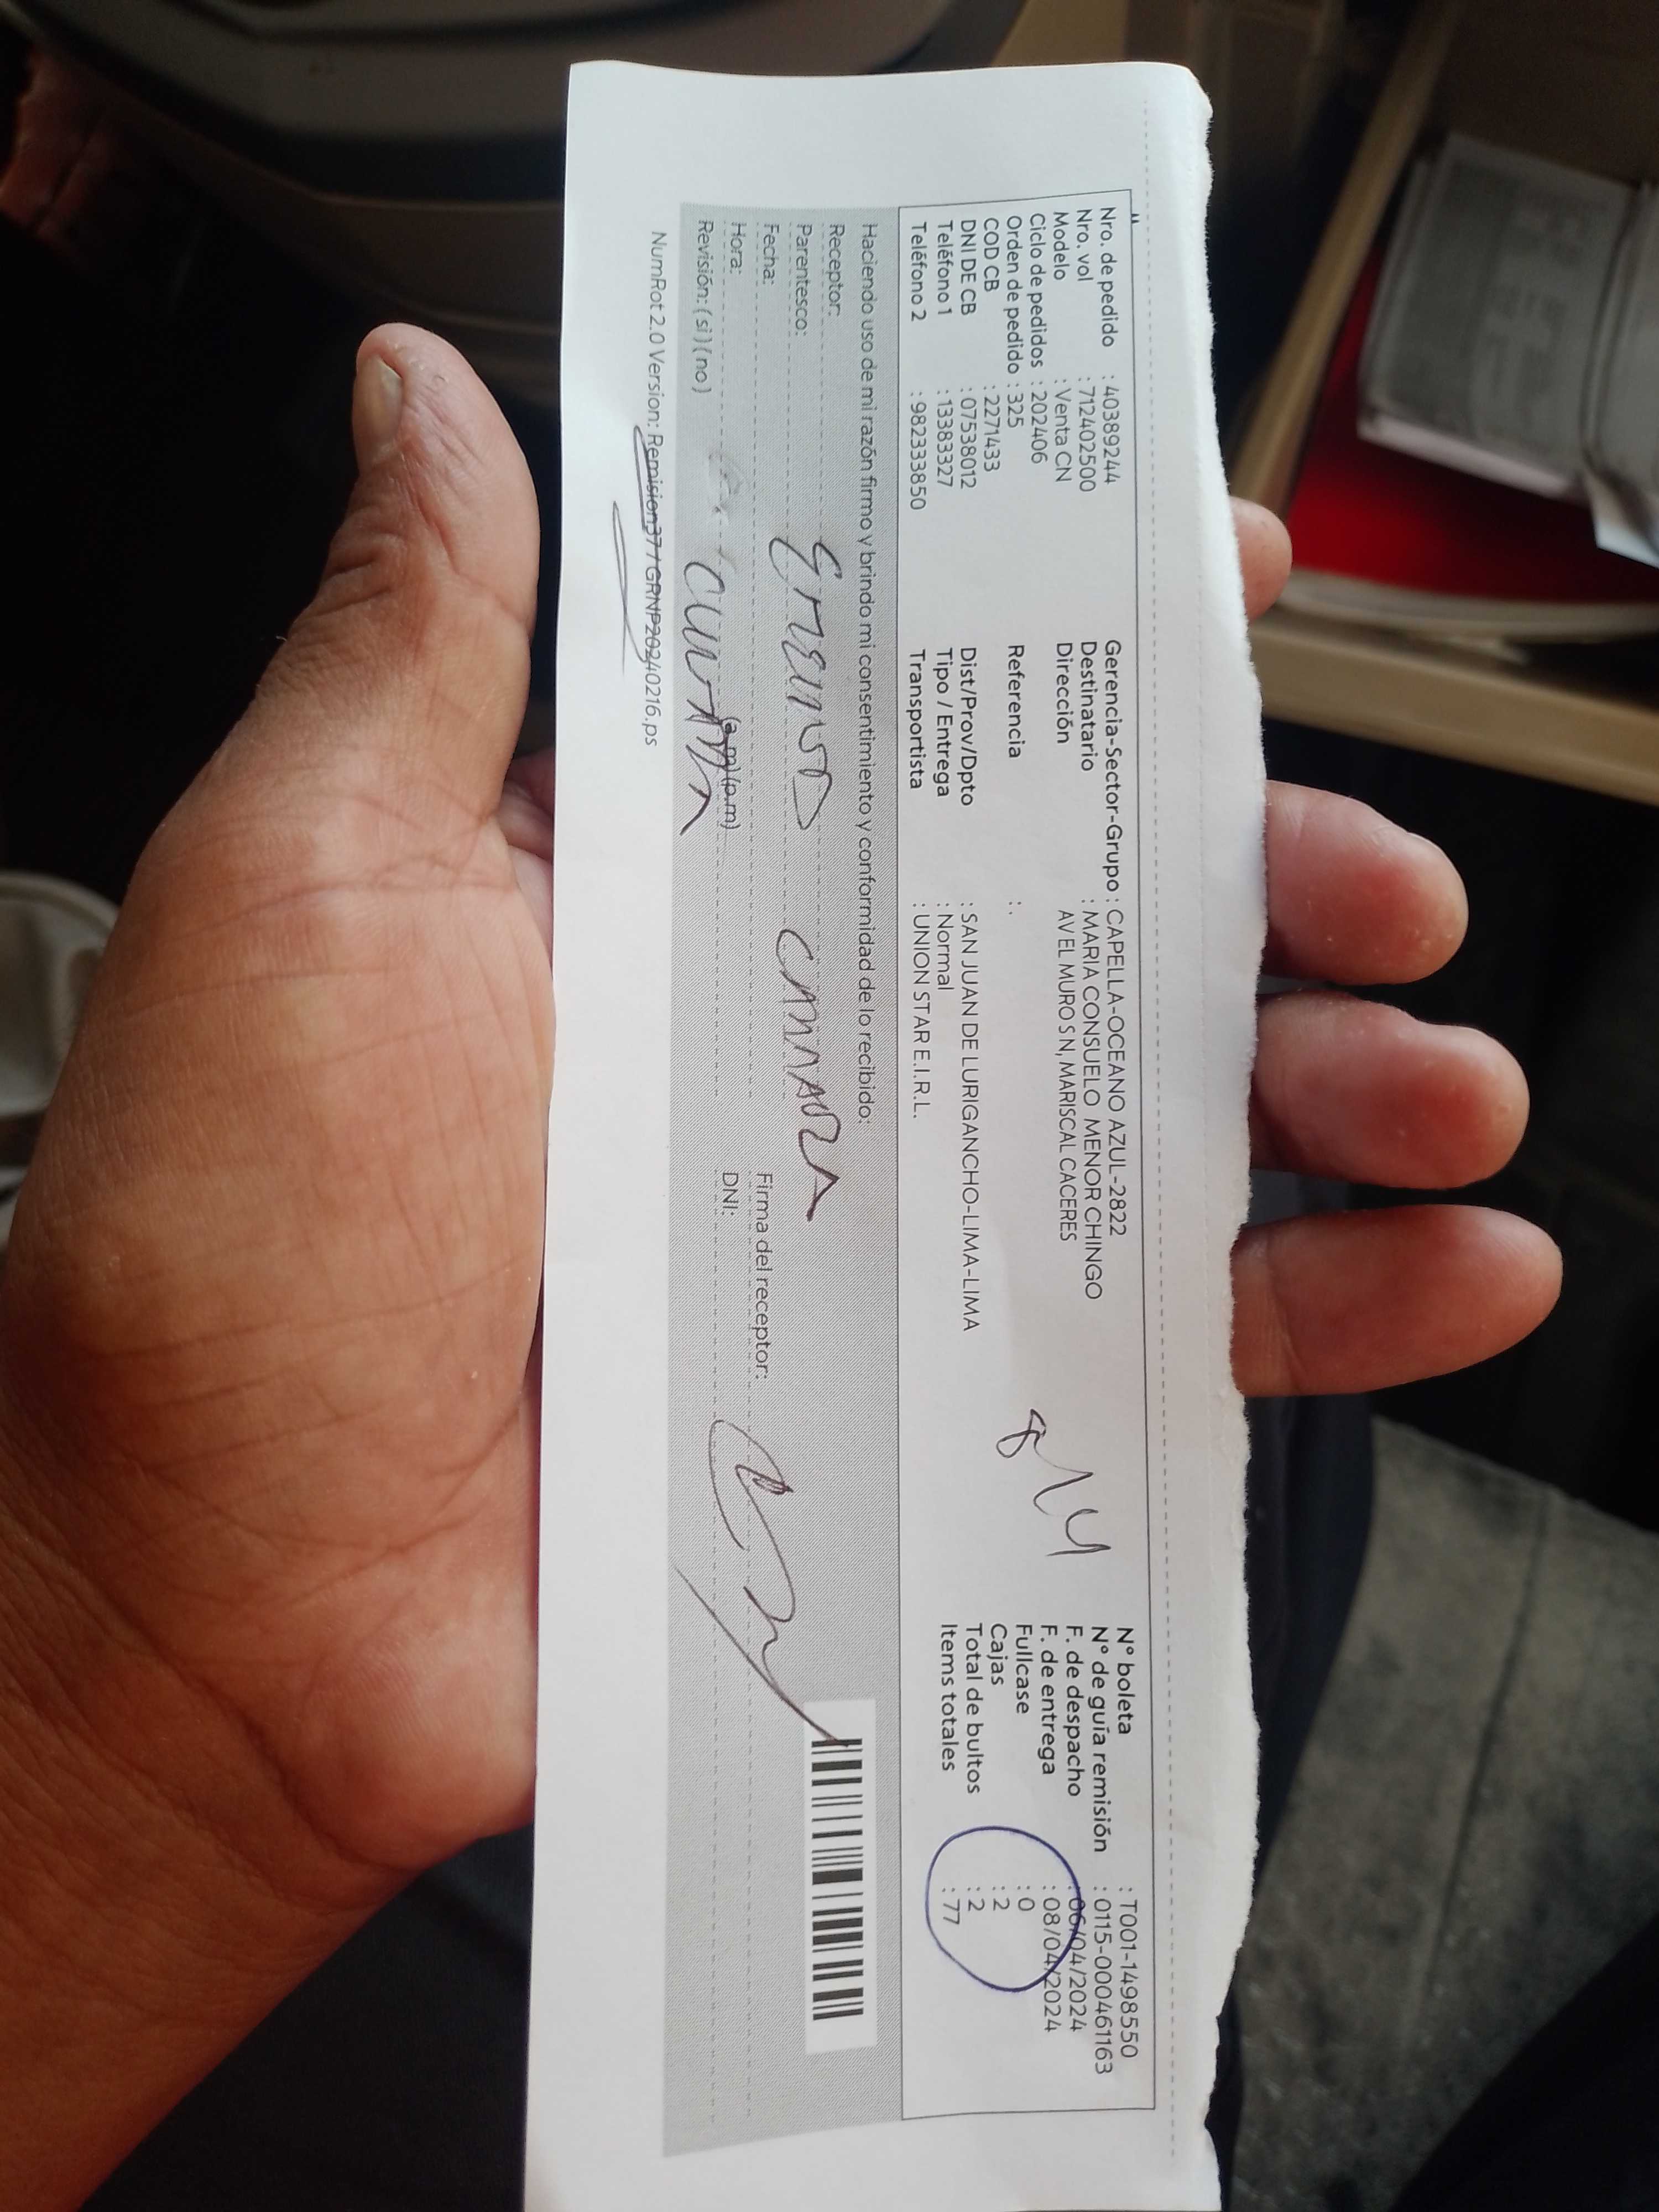 Nro. de pedido : 40389244
Nro. vol : 712402500
Modelo : Venta CN
Ciclo de pedidos : 202406
Orden de pedido : 325
COD CB : 2271433
DNI DE CB : 07538012
Teléfono 1 : 13383327
Teléfono 2 : 982333850
Gerencia-Sector-Grupo : CAPELLA-OCEANO AZUL-2822
Destinatario : MARIA CONSUELO MENOR CHINGO
Dirección AV EL MURO S N, MARISCAL CACERES
Referencia : .
Dist/Prov/Dpto : SAN JUAN DE LURIGANCHO-LIMA-LIMA
Tipo / Entrega : Normal
Transportista : UNION STAR E.I.R.L.
N° boleta : T001-1498550
N° de guía remisión : 0115-000461163
F. de despacho : 06/04/2024
F. de entrega : 08/04/2024
Fullcase : 0
Cajas : 2
Total de bultos : 2
Items totales : 77
Haciendo uso de mi razón firmo y brindo mi consentimiento y conformidad de lo recibido:
Receptor:
Parentesco:
Fecha:
Hora: (a.m) (p.m)
Revisión: ( si ) ( no )
Firma del receptor:
DNI:
NumRot 2.0 Version: Remision377GRNP20240216.ps